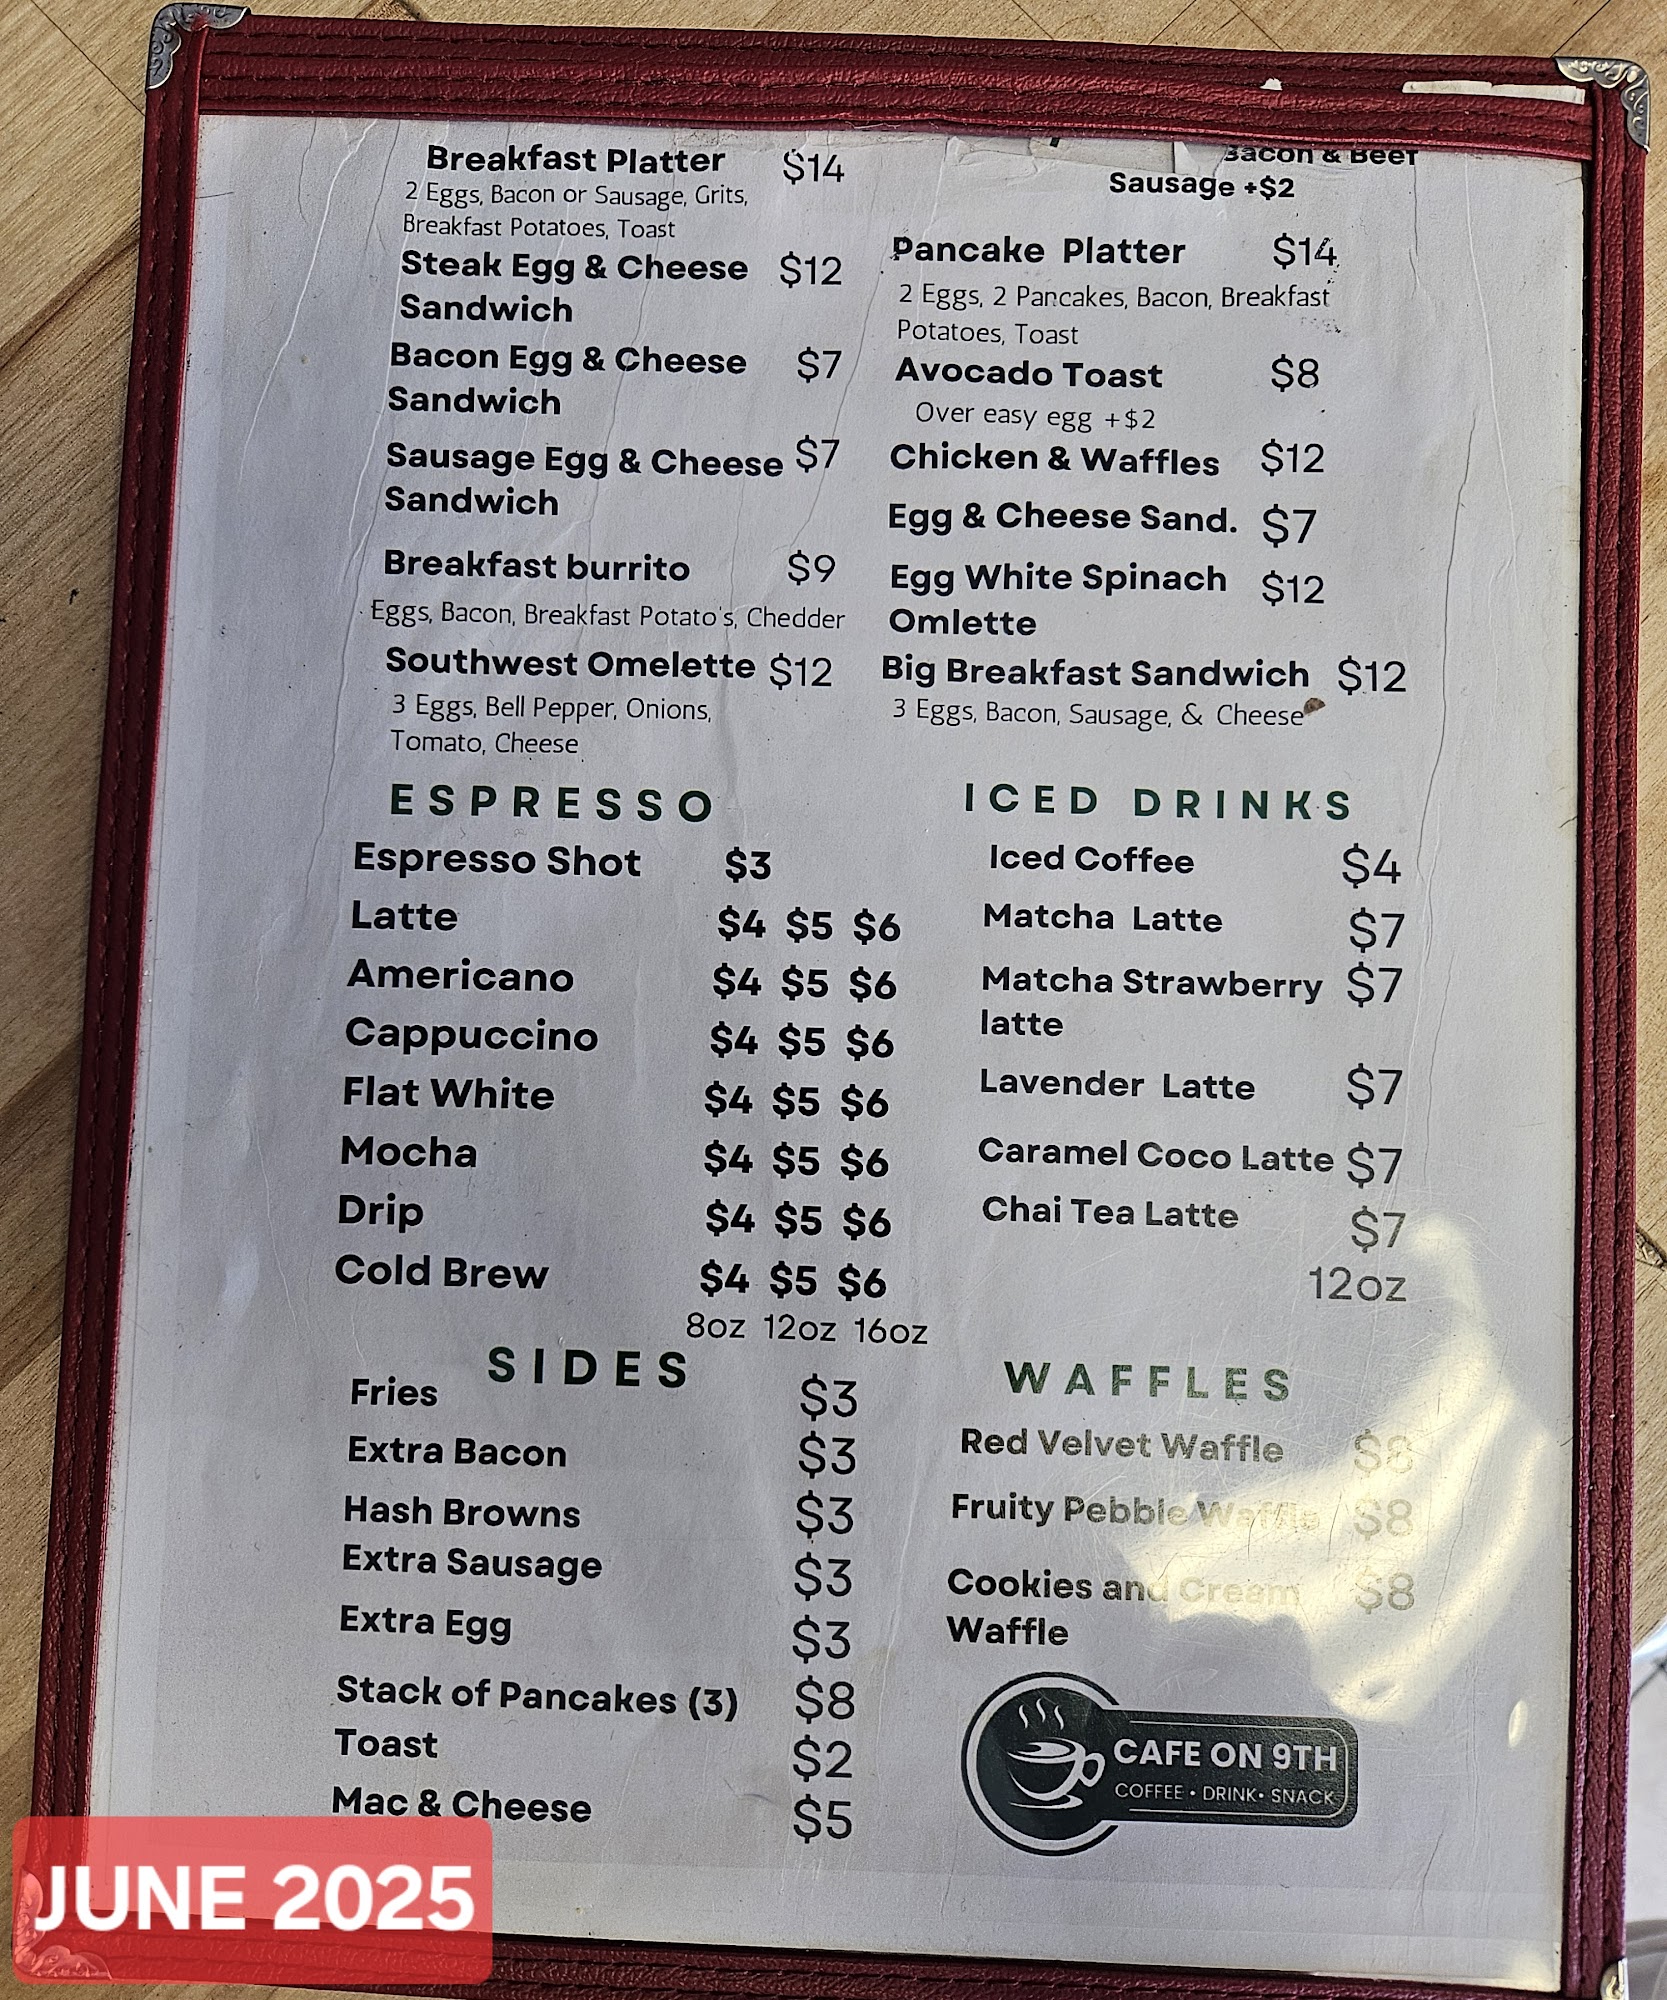 Breakfast Platter $14
2 Eggs, Bacon or Sausage, Grits,
Breakfast Potatoes, Toast
Steak Egg & Cheese $12
Sandwich
Bacon Egg & Cheese $7
Sandwich
Sausage Egg & Cheese $7
Sandwich
Breakfast burrito $9
Eggs, Bacon, Breakfast Potato's, Chedder
Southwest Omelette $12
3 Eggs, Bell Pepper, Onions,
Tomato, Cheese
Bacon & Beef
Sausage +$2
Pancake Platter $14
2 Eggs, 2 Pancakes, Bacon, Breakfast
Potatoes, Toast
Avocado Toast $8
Over easy egg +$2
Chicken & Waffles $12
Egg & Cheese Sand. $7
Egg White Spinach $12
Omlette
Big Breakfast Sandwich $12
3 Eggs, Bacon, Sausage, & Cheese
ESPRESSO
Espresso Shot $3
Latte $4 $5 $6
Americano $4 $5 $6
Cappuccino $4 $5 $6
Flat White $4 $5 $6
Mocha $4 $5 $6
Drip $4 $5 $6
Cold Brew $4 $5 $6
8oz 12oz 16oz
ICED DRINKS
Iced Coffee $4
Matcha Latte $7
Matcha Strawberry $7
latte
Lavender Latte $7
Caramel Coco Latte $7
Chai Tea Latte $7
12oz
SIDES
Fries $3
Extra Bacon $3
Hash Browns $3
Extra Sausage $3
Extra Egg $3
Stack of Pancakes (3) $8
Toast $2
Mac & Cheese $5
WAFFLES
Red Velvet Waffle $8
Fruity Pebble Waffle $8
Cookies and Cream $8
Waffle
CAFE ON 9TH
COFFEE • DRINK • SNACK
JUNE 2025